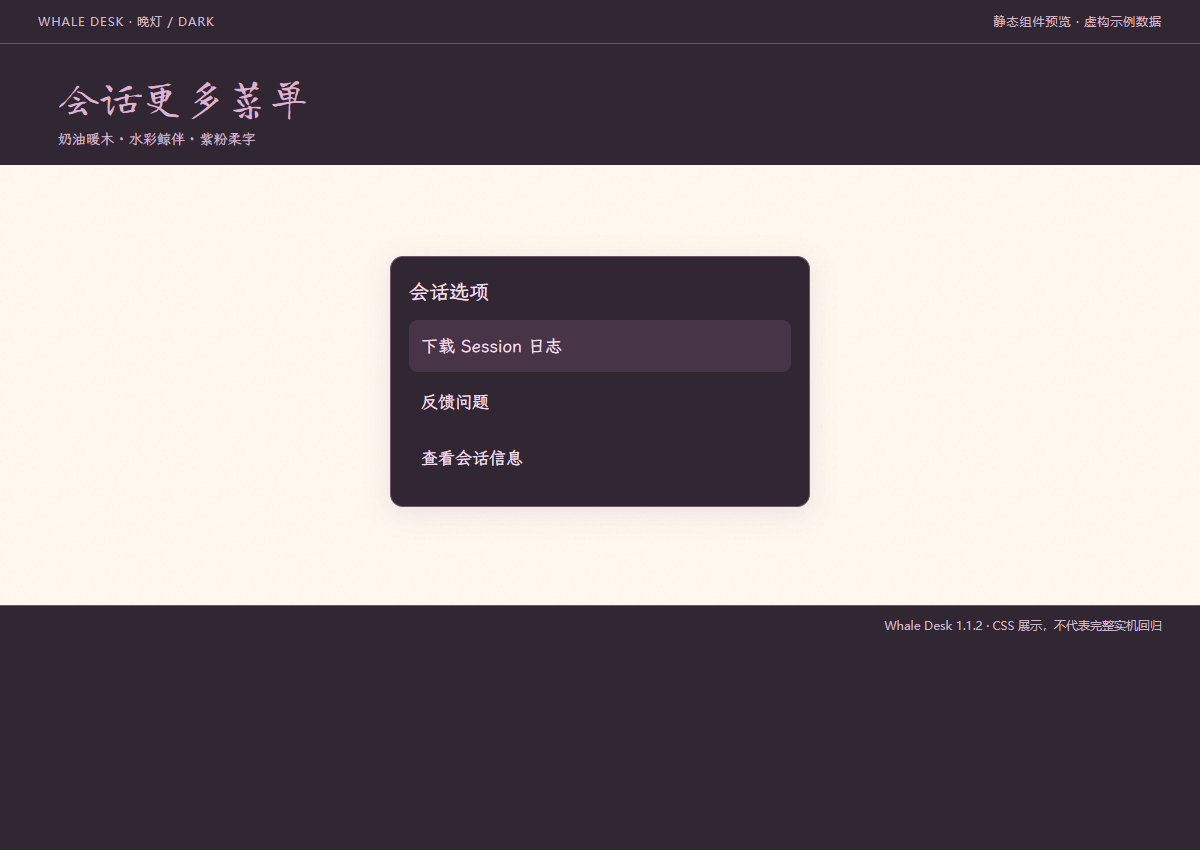 WHALE DESK · 晚灯 / DARK
静态组件预览 · 虚构示例数据
会话更多菜单
奶油暖木 · 水彩鲸伴 · 紫粉柔字
会话选项
下载 Session 日志
反馈问题
查看会话信息
Whale Desk 1.1.2 · CSS 展示，不代表完整实机回归